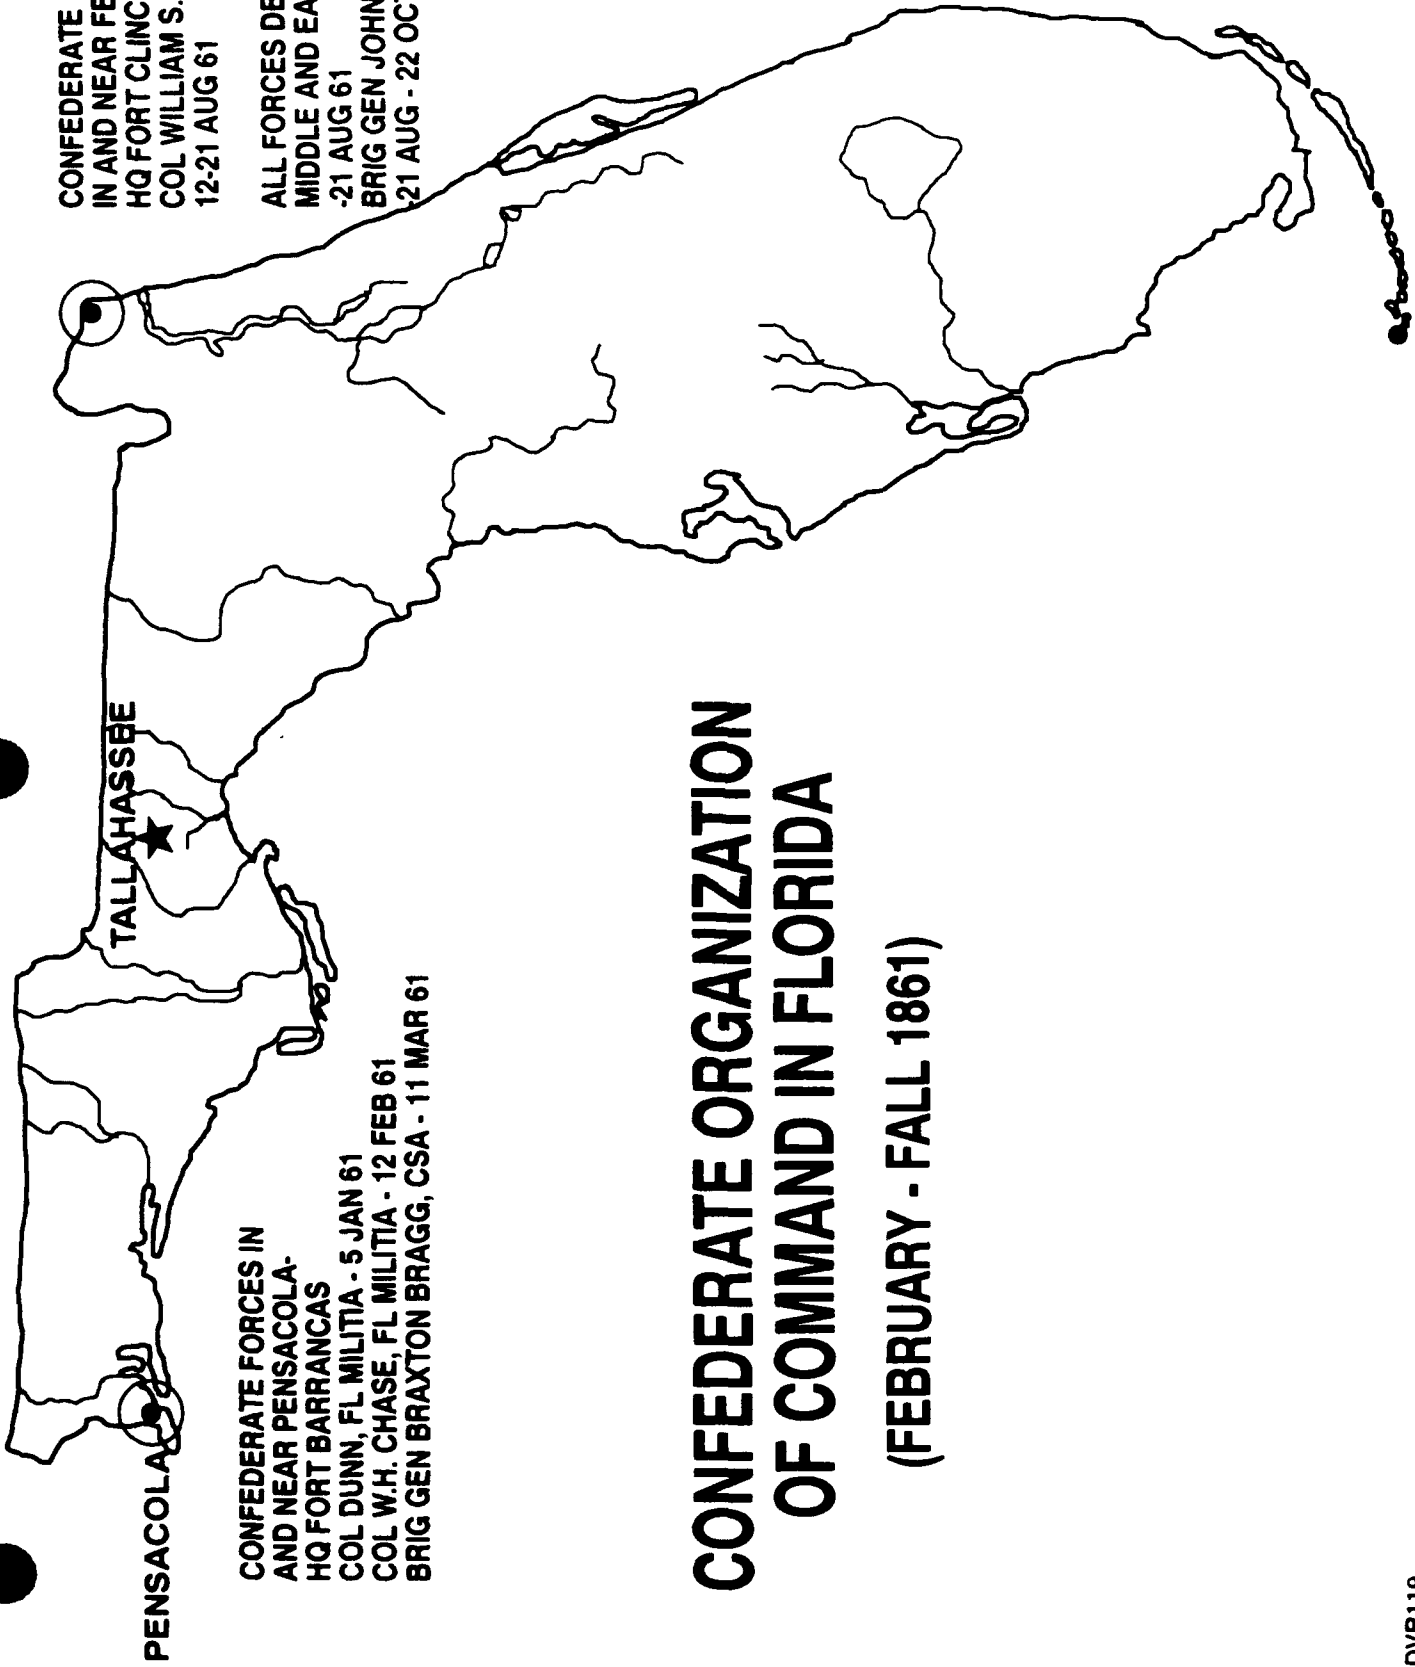 CONFEDERATE
IN AND NEAR FE
HQ FORT CLINC
COL WILLIAM S.
12-21 AUG 61
ALL FORCES DE
MIDDLE AND EA
-21 AUG 61
BRIG GEN JOHN
-21 AUG - 22 OC
TALLAHASSEE
PENSACOLA
CONFEDERATE FORCES IN
AND NEAR PENSACOLA-
HQ FORT BARRANCAS
COL DUNN, FL MILITIA - 5 JAN 61
COL W.H. CHASE, FL MILITIA - 12 FEB 61
BRIG GEN BRAXTON BRAGG, CSA - 11 MAR 61
CONFEDERATE ORGANIZATION
OF COMMAND IN FLORIDA
(FEBRUARY - FALL 1861)